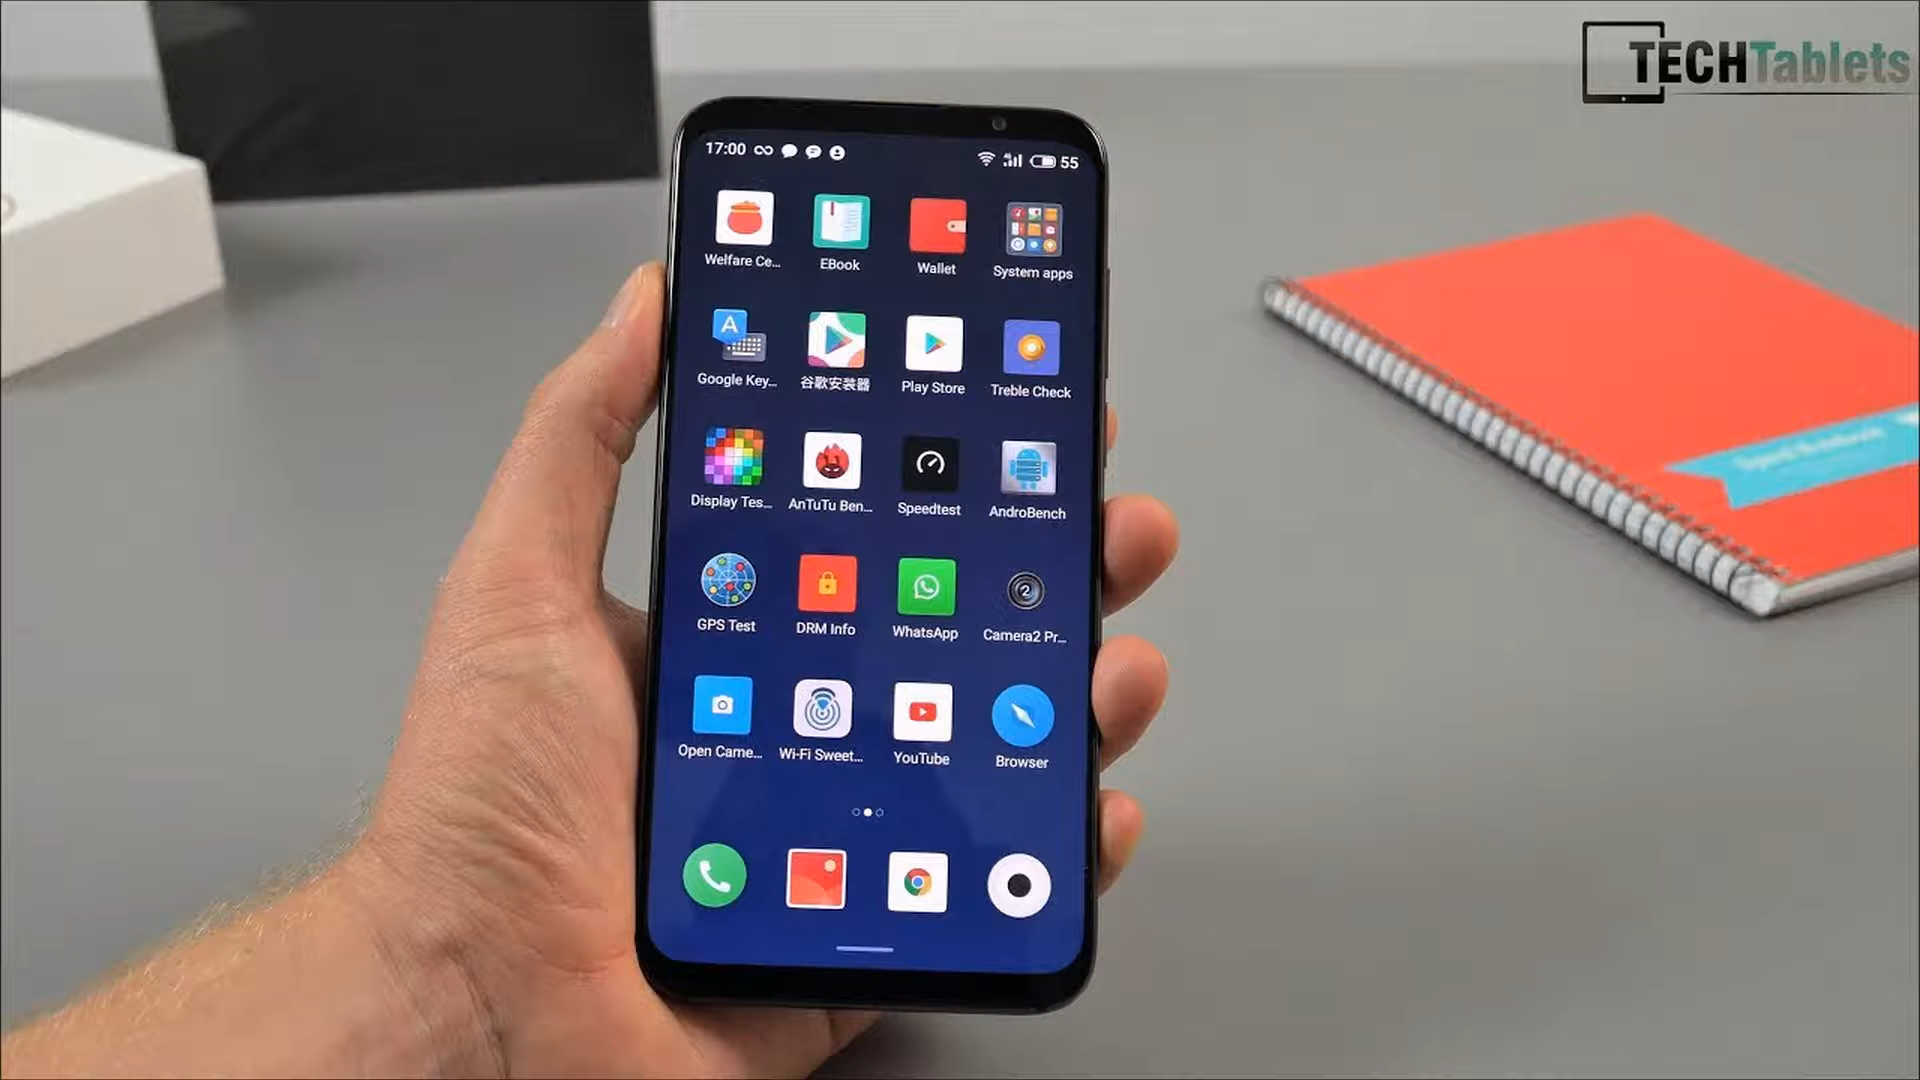 TECHTablets
17:00
55
Welfare Ce...
EBook
Wallet
System apps
A
Google Key...
谷歌安装器
Play Store
Treble Check
Display Tes...
AnTuTu Ben...
Speedtest
AndroBench
GPS Test
DRM Info
WhatsApp
2
Camera2 Pr...
Open Came...
Wi-Fi Sweet...
YouTube
Browser